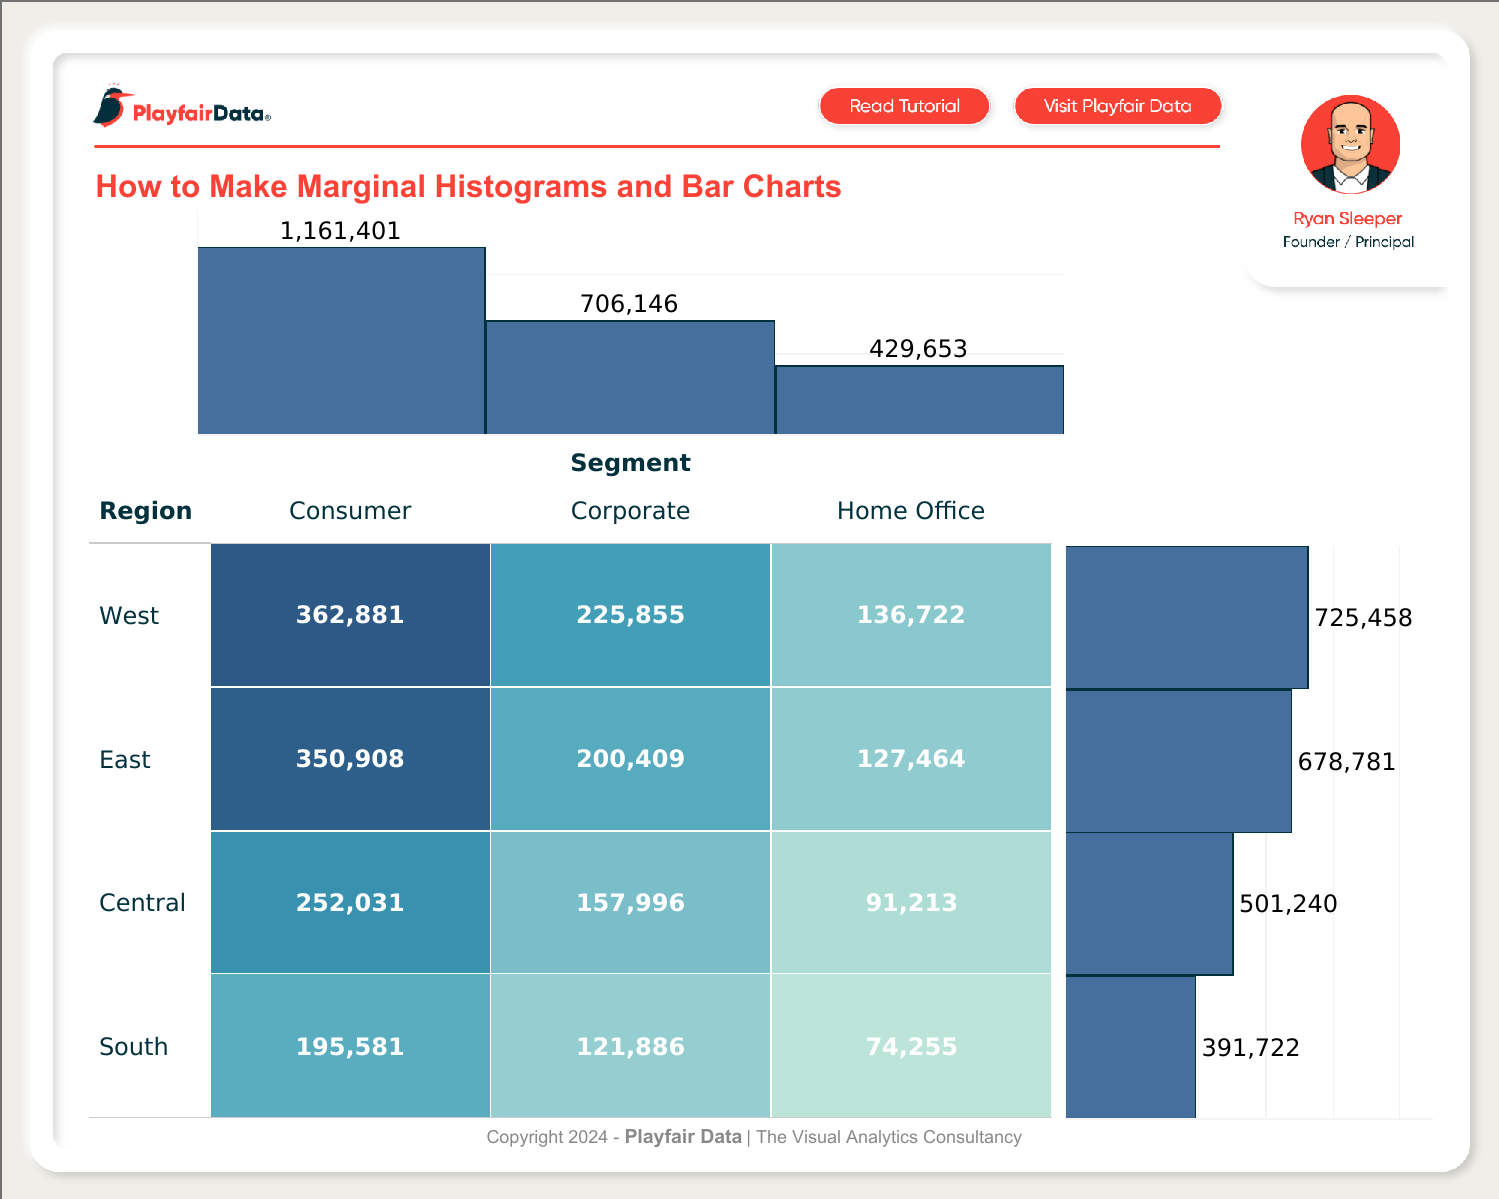 PlayfairData®
Read Tutorial
Visit Playfair Data
Ryan Sleeper
Founder / Principal
How to Make Marginal Histograms and Bar Charts
1,161,401
706,146
429,653
Segment
Region Consumer Corporate Home Office
West 362,881 225,855 136,722 725,458
East 350,908 200,409 127,464 678,781
Central 252,031 157,996 91,213 501,240
South 195,581 121,886 74,255 391,722
Copyright 2024 - Playfair Data | The Visual Analytics Consultancy